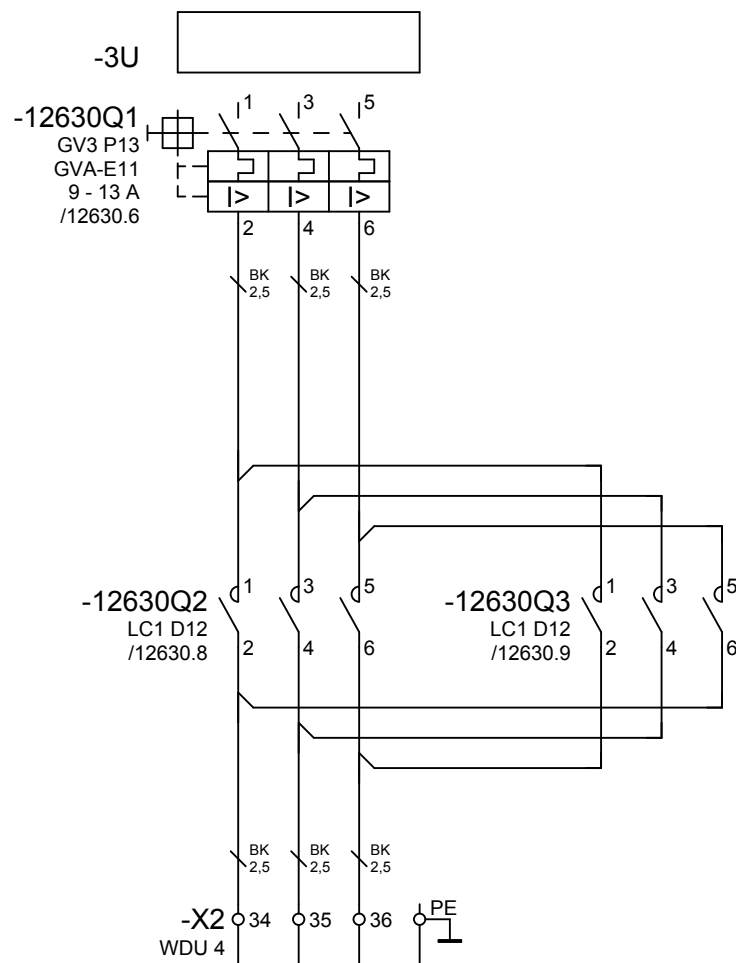 -3U
-12630Q1
1 3 5
GV3 P13
GVA-E11
9 - 13 A
/12630.6
I> I> I>
2 4 6
BK BK BK
2,5 2,5 2,5
-12630Q2
1 3 5
LC1 D12
/12630.8
2 4 6
-12630Q3
1 3 5
LC1 D12
/12630.9
2 4 6
BK BK BK
2,5 2,5 2,5
-X2 34 35 36 PE
WDU 4